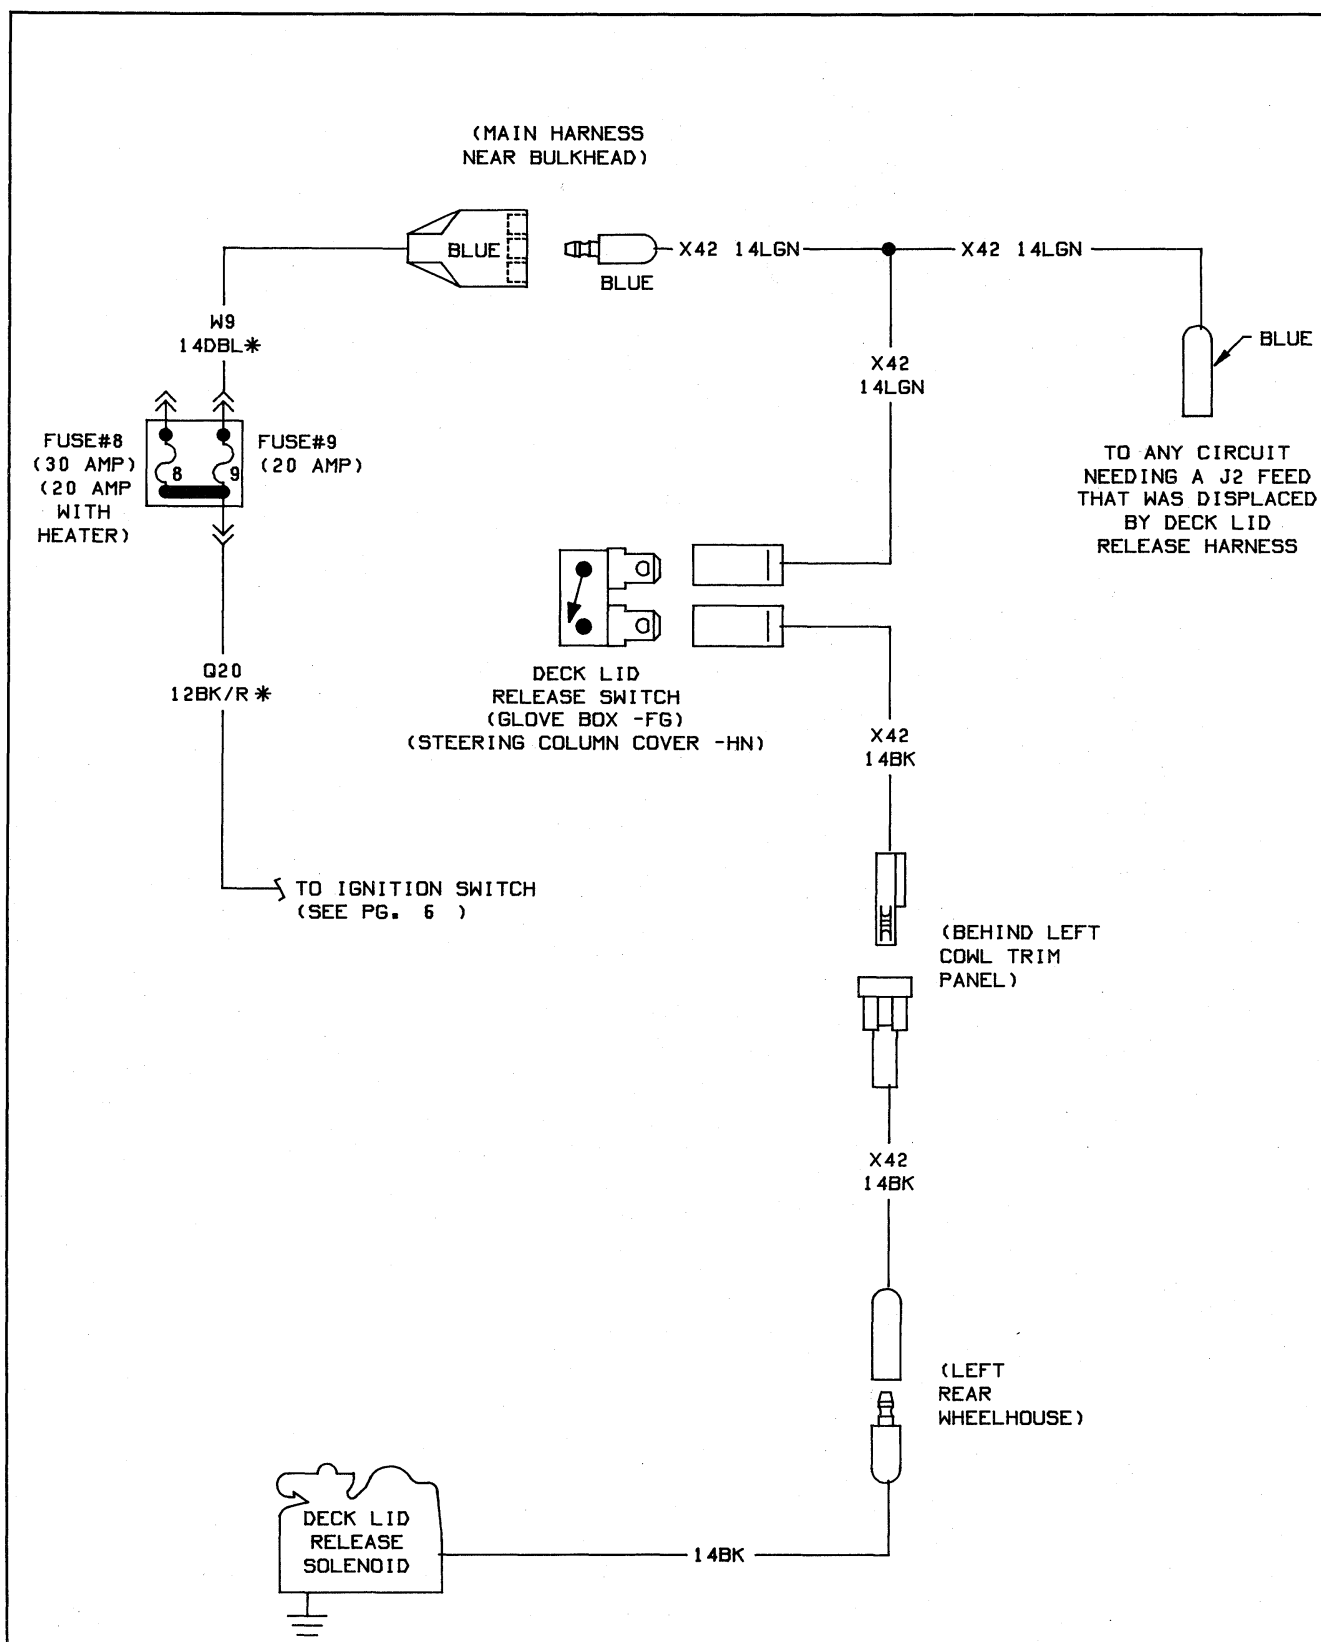 (MAIN HARNESS
NEAR BULKHEAD)
BLUE
BLUE
X42 14LGN
X42 14LGN
W9
14DBL*
X42
14LGN
BLUE
FUSE#8
(30 AMP)
(20 AMP
WITH
HEATER)
8
9
FUSE#9
(20 AMP)
TO ANY CIRCUIT
NEEDING A J2 FEED
THAT WAS DISPLACED
BY DECK LID
RELEASE HARNESS
DECK LID
RELEASE SWITCH
(GLOVE BOX -FG)
(STEERING COLUMN COVER -HN)
Q20
12BK/R*
X42
14BK
TO IGNITION SWITCH
(SEE PG. 6 )
(BEHIND LEFT
COWL TRIM
PANEL)
X42
14BK
(LEFT
REAR
WHEELHOUSE)
DECK LID
RELEASE
SOLENOID
14BK